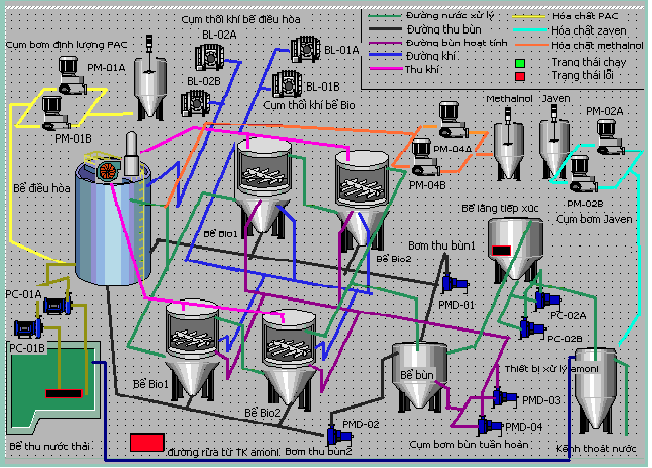 Cụm thổi khí bể điều hòa
Đường nước xử lý
Đường thu bùn
Đường bùn hoạt tính
Đường khí
Thu khí
Hóa chất PAC
Hóa chất zaven
Hóa chất methalnol
Trạng thái chạy
Trạng thái lỗi
Cụm bơm định lượng PAC
BL-02A
BL-01A
PM-01A
BL-02B
BL-01B
Cụm thổi khí bể Bio
PM-01B
Methalnol
Javen
PM-02A
PM-04A
PM-04B
PM-02B
Bể điều hòa
Bể lắng tiếp xúc
Cụm bơm Javen
Bể Bio1
Bể Bio2
Bơm thu bùn1
PMD-01
PC-01A
PC-02A
PC-02B
PC-01B
Thiết bị xử lý amoni
Bể bùn
Bể Bio1
Bể Bio2
PMD-03
PMD-02
PMD-04
Bể thu nước thải
đường rửa từ TK amoni.
Bơm thu bùn2
Cụm bơm bùn tuần hoàn
Kênh thoát nước